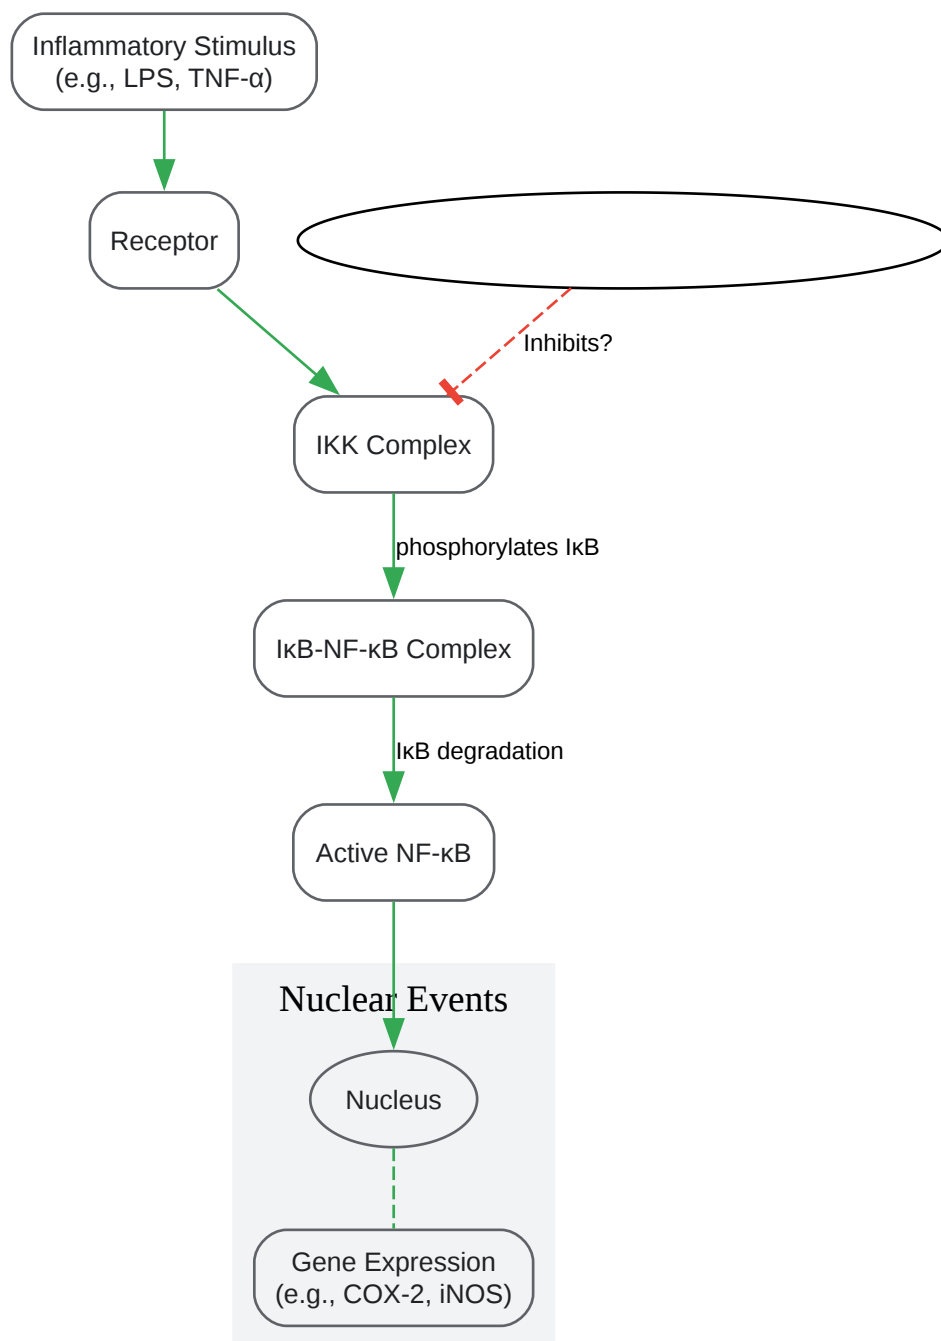 Inflammatory Stimulus
(e.g., LPS, TNF-α)
Receptor
Inhibits?
IKK Complex
phosphorylates IκB
IκB-NF-κB Complex
IκB degradation
Active NF-κB
Nuclear Events
Nucleus
Gene Expression
(e.g., COX-2, iNOS)